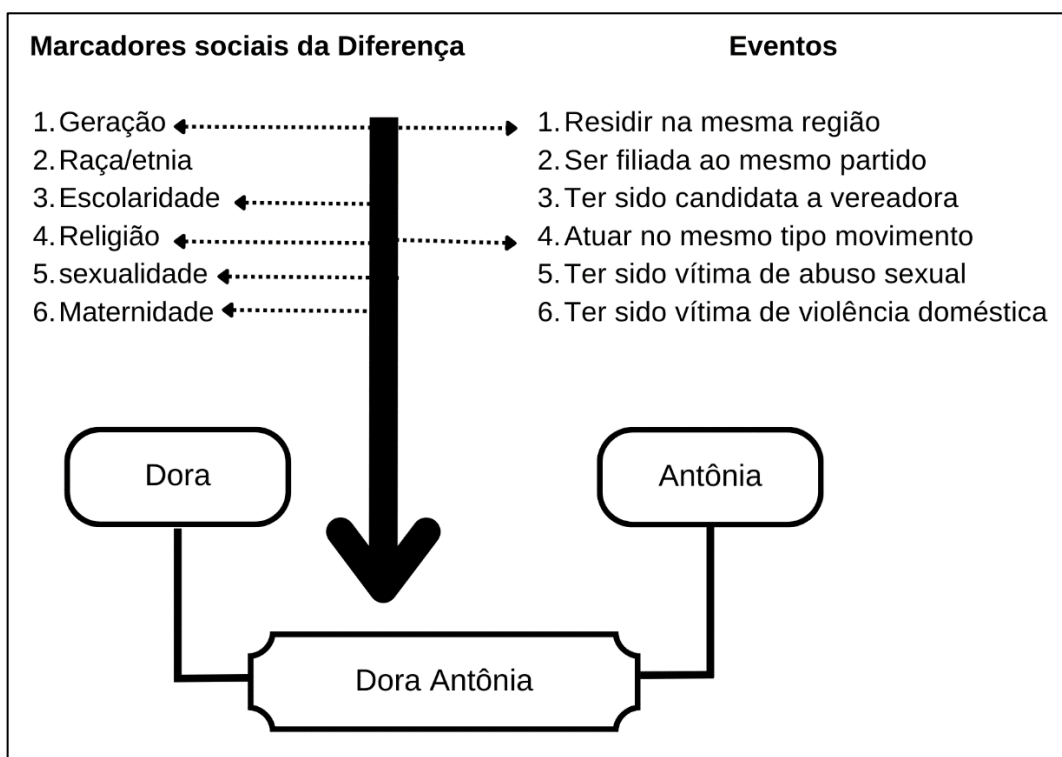 Marcadores sociais da Diferença
1. Geração
2. Raça/etnia
3. Escolaridade
4. Religião
5. sexualidade
6. Maternidade
Eventos
1. Residir na mesma região
2. Ser filiada ao mesmo partido
3. Ter sido candidata a vereadora
4. Atuar no mesmo tipo movimento
5. Ter sido vítima de abuso sexual
6. Ter sido vítima de violência doméstica
Dora
Antônia
Dora Antônia